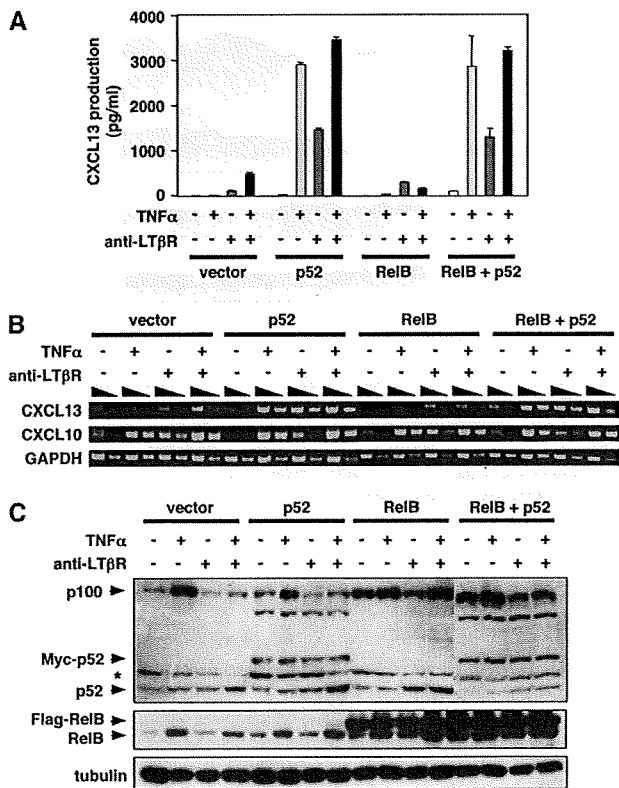 A
CXCL13 production
(pg/ml)
4000
3000
2000
1000
0
TNFα - + - + - + - + - + - + - + - +
anti-LTβR - - + + - - + + - - + + - - + +
vector p52 RelB RelB + p52
B
vector p52 RelB RelB + p52
TNFα - + - + - + - + - + - + - + - +
anti-LTβR - - + + - - + + - - + + - - + +
CXCL13
CXCL10
GAPDH
C
vector p52 RelB RelB + p52
TNFα - + - + - + - + - + - + - + - +
anti-LTβR - - + + - - + + - - + + - - + +
p100
Myc-p52
*
p52
Flag-RelB
RelB
tubulin